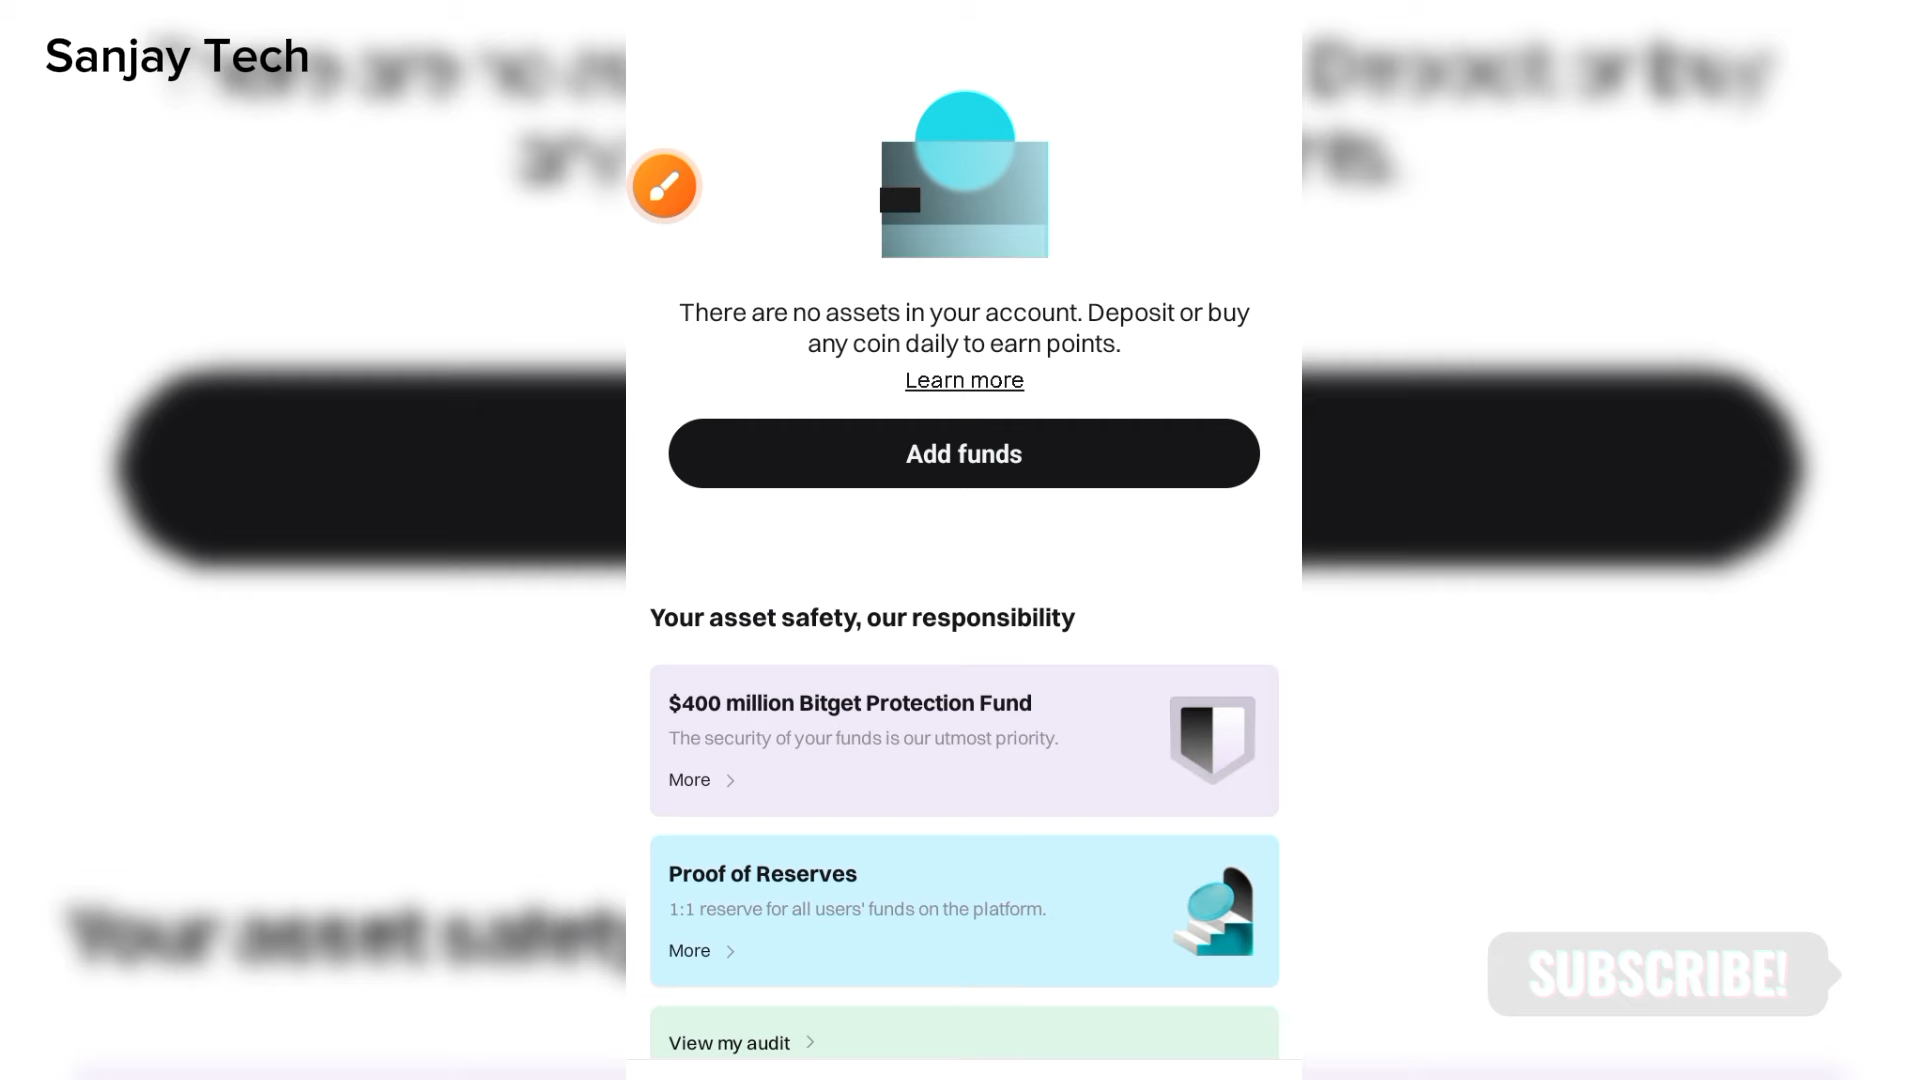 Sanjay Tech
There are no assets in your account. Deposit or buy
any coin daily to earn points.
Learn more
Add funds
Your asset safety, our responsibility
$400 million Bitget Protection Fund
The security of your funds is our utmost priority.
More
Proof of Reserves
1:1 reserve for all users' funds on the platform.
More
View my audit
SUBSCRIBE!